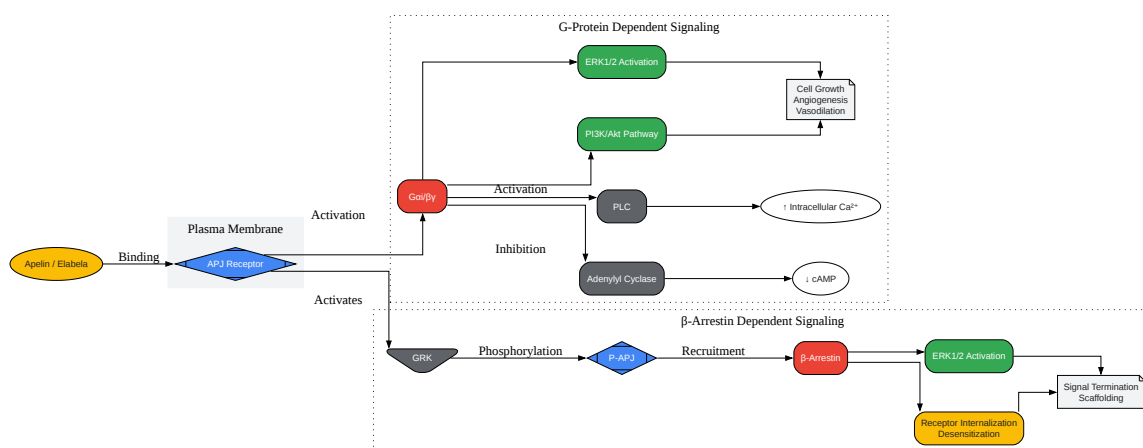 G-Protein Dependent Signaling
ERK1/2 Activation
Cell Growth
Angiogenesis
Vasodilation
PI3K/Akt Pathway
Gαi/βγ
Activation
PLC
↑ Intracellular Ca²⁺
Activation
Plasma Membrane
Inhibition
Apelin / Elabela
Binding
APJ Receptor
Adenylyl Cyclase
↓ cAMP
Activates
β-Arrestin Dependent Signaling
GRK
Phosphorylation
P-APJ
Recruitment
β-Arrestin
ERK1/2 Activation
Signal Termination
Scaffolding
Receptor Internalization
Desensitization